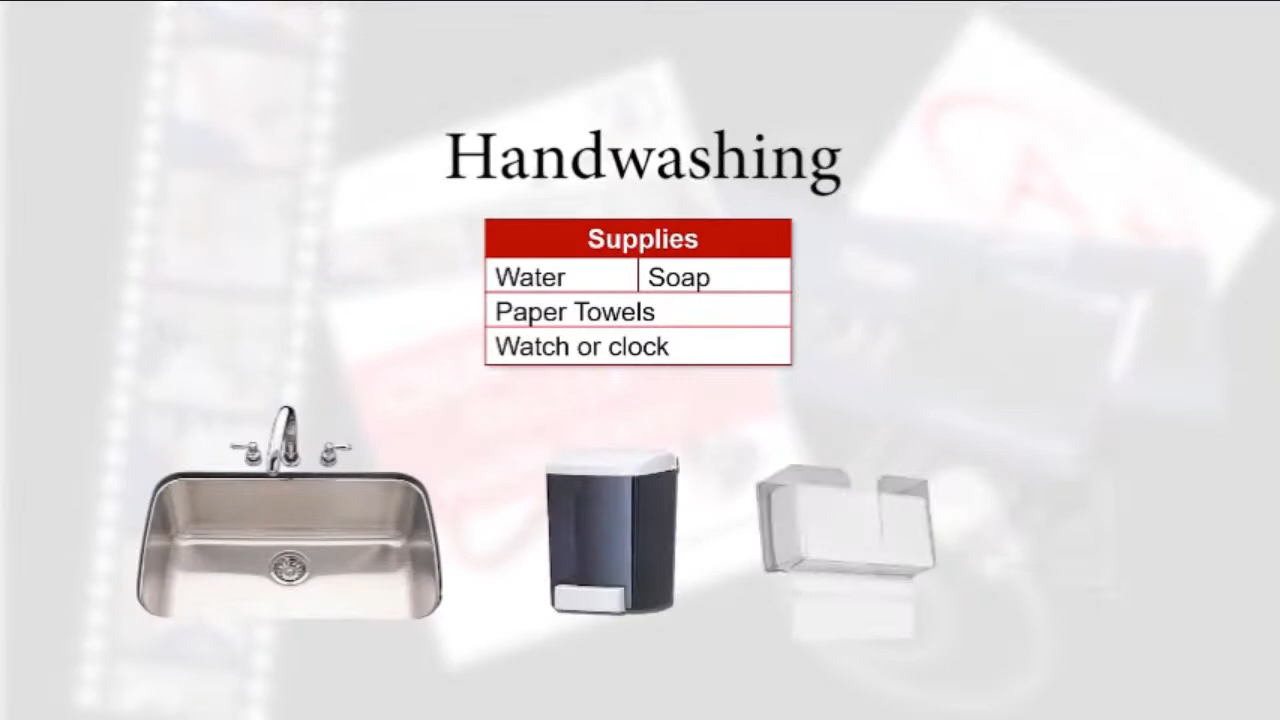 Handwashing
Supplies
Water Soap
Paper Towels
Watch or clock